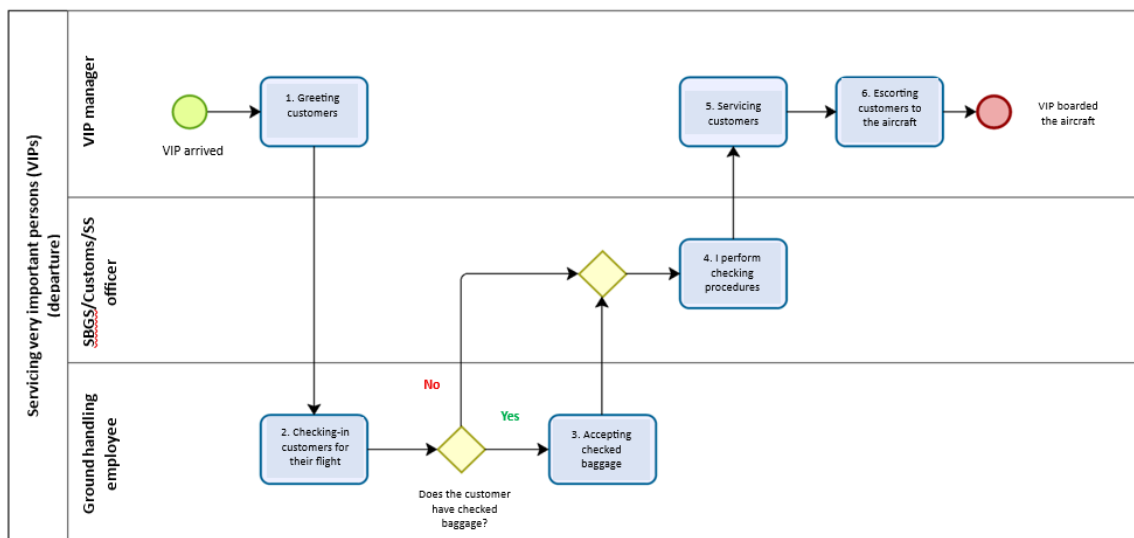 Servicing very important persons (VIPs)
(departure)
VIP manager
VIP arrived
1. Greeting
customers
5. Servicing
customers
6. Escorting
customers to
the aircraft
VIP boarded
the aircraft
SBGS/Customs/SS
officer
4. I perform
checking
procedures
Ground handling
employee
2. Checking-in
customers for
their flight
No
Yes
Does the customer
have checked
baggage?
3. Accepting
checked
baggage